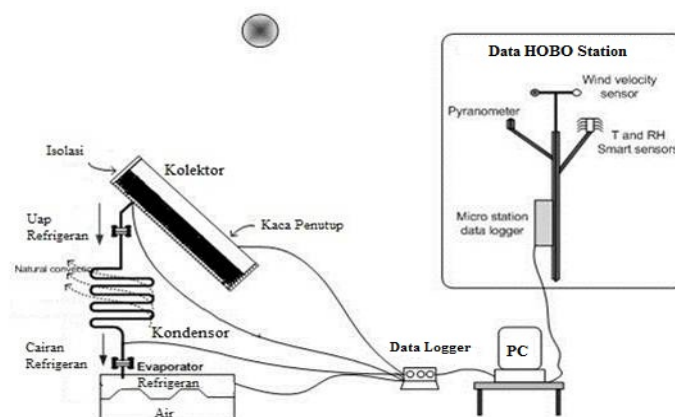 Data HOBO Station
Wind velocity
sensor
Pyranometer
T and RH
Smart sensors
Micro station
data logger
Isolasi
Kolektor
Kaca Penutup
Uap
Refrigeran
Natural convection
Kondensor
Cairan
Refrigeran
Evaporator
Refrigeran
Air
Data Logger
PC